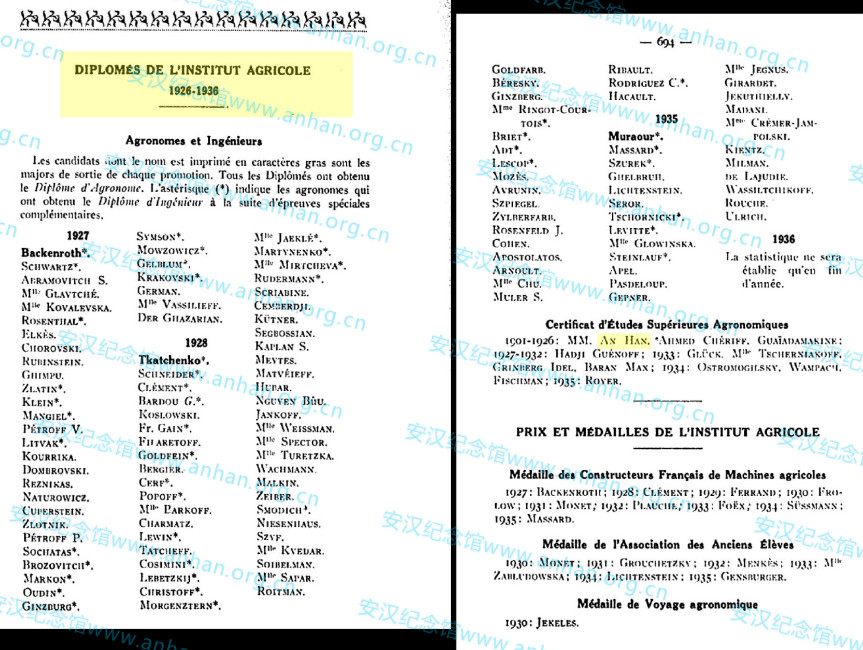 DIPLOMÉS DE L'INSTITUT AGRICOLE
1926-1936
Agronomes et Ingénieurs
Les candidats dont le nom est imprimé en caractères gras sont les
majors de sortie de chaque promotion. Tous les Diplômés ont obtenu
le Diplôme d'Agronome. L'astérisque (*) indique les agronomes qui
ont obtenu le Diplôme d'Ingénieur à la suite d'épreuves spéciales
complémentaires.
1927
Backenroth*.
SCHWARTZ*.
ABRAMOVITCH S.
Mlle GLAVTCHÉ.
Mlle KOVALEVSKA.
ROSENTHAL*.
ELKÈS.
CHOROVSKI.
RUBINSTEIN.
GHIMPU.
ZLATIN*.
KLEIN*.
MANGIEL*.
PÉTROFF V.
LITVAK*.
KOURRIKA.
DOMBROVSKI.
REZNIKAS.
NATUROWICZ.
CUPERSTEIN.
ZLOTNIK.
PÉTROFF P.
SOCHATAS*.
BROZOVITCH*.
MARKON*.
OUDIN*.
GINZBURG*.
SYMSON*.
MOWZOWICZ*.
GELBLUM*.
KRAKOVSKI*.
GERMAN.
Mlle VASSILIEFF.
DER GHAZARIAN.
1928
Tkatchenko*.
SCHNEIDER*.
CLÉMENT*.
BARDOU G.*.
KOSLOWSKI.
FR. GAIN*.
FILARETOFF.
GOLDFEIN*.
BERGIER.
CERF*.
POPOFF*.
Mlle PARKOFF.
CHARMATZ.
LEWIN*.
TATCHEFF.
COSIMINI*.
LEBETZKIJ*.
CHRISTOFF*.
MORGENZTERN*.
Mlle JAEKLÉ*.
MARTYNENKO*.
Mlle MIRTCHEVA*.
RUDERMANN*.
SCRIABINE.
CEMBERDJI.
KÜTNER.
SEGBOSSIAN.
KAPLAN S.
MEYTES.
MATVÉIEFF.
HUBAR.
NGUYEN BUU.
JANKOFF.
Mlle WEISSMAN.
Mlle SPECTOR.
Mlle TURETZKA.
WACHMANN.
MALKIN.
ZEIBER.
SMODICH*.
NIESENHAUS.
SZYF.
Mlle KVEDAR.
SOIBELMAN.
Mlle SAPAR.
ROITMAN.
— 694 —
GOLDFARB.
BÉRESKY.
GINZBERG.
Mme RINGOT-COUR-
TOIS*.
BRIET*.
ADT*.
LESCOP*.
MOZÈS.
AVRUNIN.
SZPIEGEL.
ZYLBERFARB.
ROSENFELD J.
COHEN.
APOSTOLATOS.
ARNOULT.
Mlle CHU.
MULER S.
RIBAULT.
RODRIGUEZ C.*.
HACAULT.
1935
Muraour*.
MASSARD*.
SZUREK*.
GHELBRUH.
LICHTENSTEIN.
SÉROR.
TSCHORNICKI*.
LEVITTE*.
Mlle GLOWINSKA.
STEINLAUF*.
APEL.
PASDELOUP.
GEPNER.
Mlle JEGNUS.
GIRARDET.
JEKUTHIELLY.
MADANI.
Mme CRÉMER-JAM-
POLSKI.
KIENTZ.
MILMAN.
DE LAJUDIE.
WASSILTCHIKOFF.
ROUCHE.
ULRICH.
1936
La statistique ne sera
établie qu'en fin
d'année.
Certificat d'Études Supérieures Agronomiques
1901-1926: MM. AN HAN, AHMED CHÉRIFF, GUAÏADAMAKINE;
1927-1932: HADJI GUÉNOFF; 1933: GLÜCK, Mlle TSCHERNIAKOFF,
GRINBERG IDEL, BARAN MAX; 1934: OSTROMOGILSKY, WAMPACH,
FISCHMAN; 1935: ROYER.
PRIX ET MÉDAILLES DE L'INSTITUT AGRICOLE
Médaille des Constructeurs Français de Machines agricoles
1927: BACKENROTH; 1928: CLÉMENT; 1929: FERRAND; 1930: FRO-
LOW; 1931: MONET; 1932: PLAUCHE; 1933: FOËX; 1934: SÜSSMANN;
1935: MASSARD.
Médaille de l'Association des Anciens Élèves
1930: MONET; 1931: GROUCHETZKY; 1932: MENKÈS; 1933: Mlle
ZABLUDOWSKA; 1934: LICHTENSTEIN; 1935: GENSBURGER.
Médaille de Voyage agronomique
1930: JEKELES.
安汉纪念馆www.anhan.org.cn